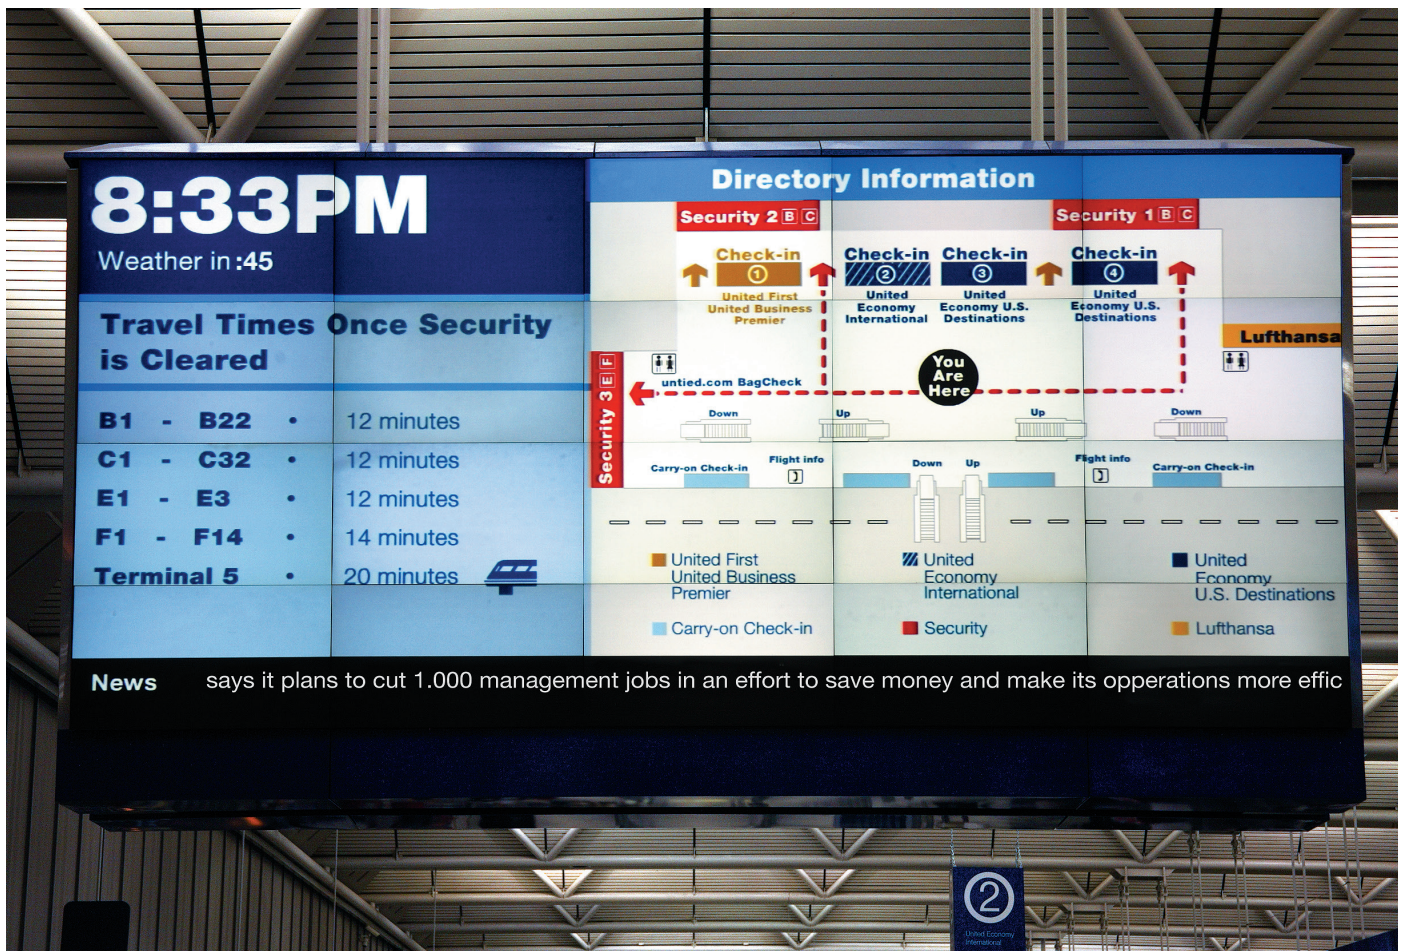 8:33PM
Weather in :45
Travel Times Once Security
is Cleared
B1 - B22 • 12 minutes
C1 - C32 • 12 minutes
E1 - E3 • 12 minutes
F1 - F14 • 14 minutes
Terminal 5 • 20 minutes
Directory Information
Security 2 B C
Security 1 B C
Check-in
1
United First
United Business
Premier
Check-in
2
United
Economy
International
Check-in
3
United
Economy U.S.
Destinations
Check-in
4
United
Economy U.S.
Destinations
Lufthansa
Security 3 E F
untied.com BagCheck
You
Are
Here
Down
Up
Up
Down
Carry-on Check-in
Flight info
Down
Up
Flight info
Carry-on Check-in
United First
United Business
Premier
United
Economy
International
United
Economy
U.S. Destinations
Carry-on Check-in
Security
Lufthansa
News says it plans to cut 1.000 management jobs in an effort to save money and make its opperations more effic
2
United Economy
International